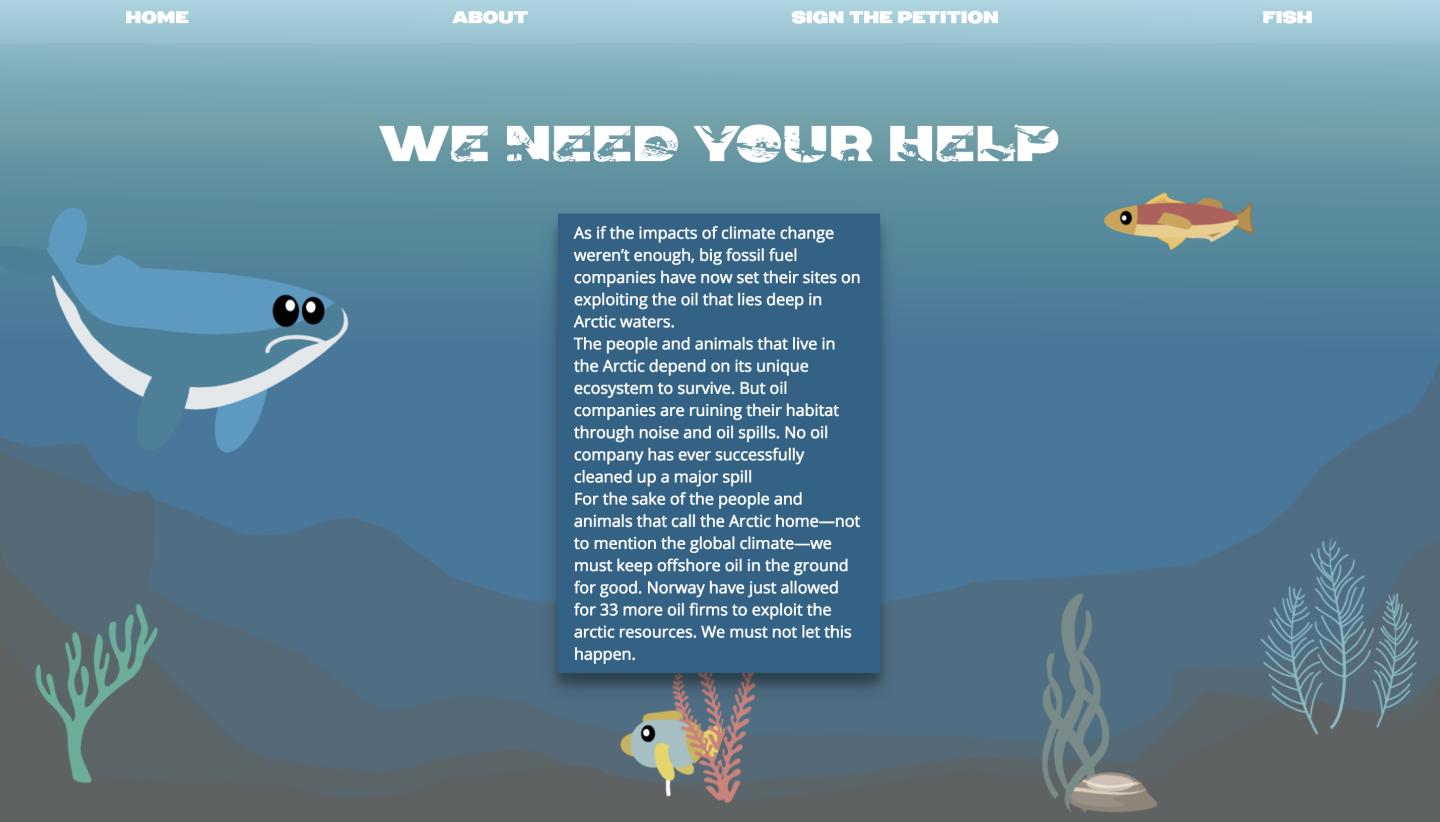 HOME ABOUT SIGN THE PETITION FISH
WE NEED YOUR HELP
As if the impacts of climate change
weren’t enough, big fossil fuel
companies have now set their sites on
exploiting the oil that lies deep in
Arctic waters.
The people and animals that live in
the Arctic depend on its unique
ecosystem to survive. But oil
companies are ruining their habitat
through noise and oil spills. No oil
company has ever successfully
cleaned up a major spill
For the sake of the people and
animals that call the Arctic home—not
to mention the global climate—we
must keep offshore oil in the ground
for good. Norway have just allowed
for 33 more oil firms to exploit the
arctic resources. We must not let this
happen.